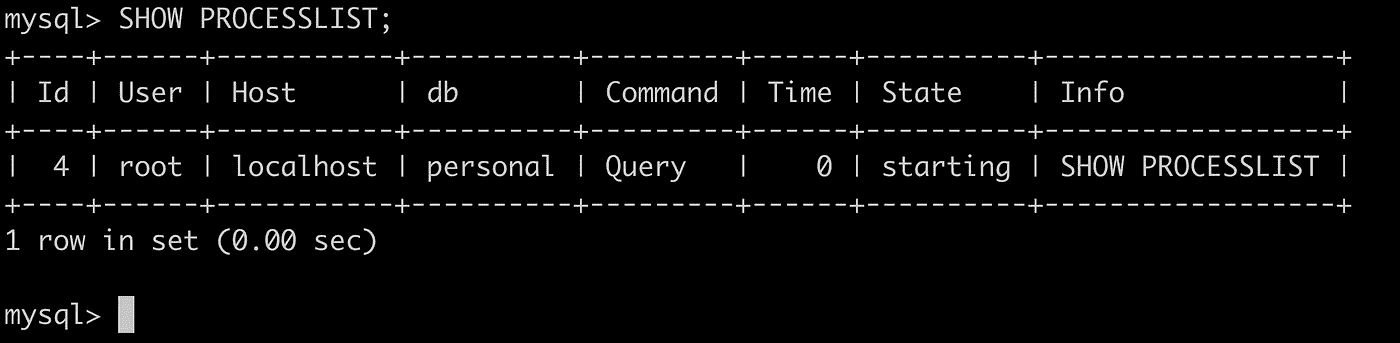 mysql> SHOW PROCESSLIST;
+----+------+-----------+----------+---------+------+----------+------------------+
| Id | User | Host      | db       | Command | Time | State    | Info             |
+----+------+-----------+----------+---------+------+----------+------------------+
|  4 | root | localhost | personal | Query   |    0 | starting | SHOW PROCESSLIST |
+----+------+-----------+----------+---------+------+----------+------------------+
1 row in set (0.00 sec)
mysql>